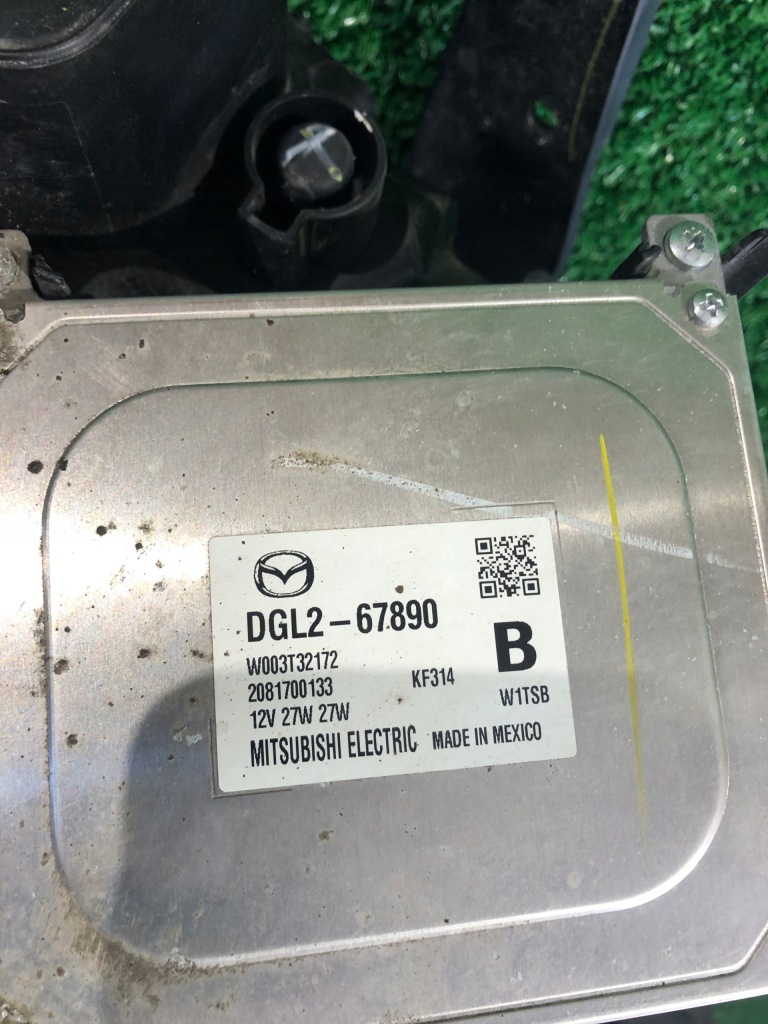 DGL2-67890
W003T32172
2081700133 KF314 B
12V 27W 27W W1TSB
MITSUBISHI ELECTRIC MADE IN MEXICO